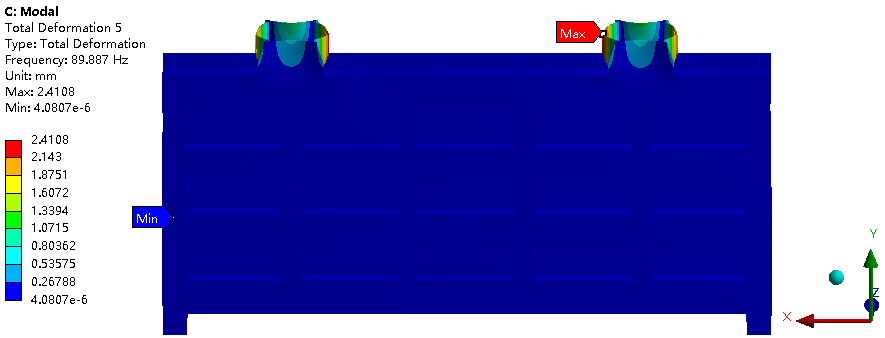 C: Modal
Total Deformation 5
Type: Total Deformation
Frequency: 89.887 Hz
Unit: mm
Max: 2.4108
Min: 4.0807e-6
2.4108
2.143
1.8751
1.6072
1.3394
1.0715
0.80362
0.53575
0.26788
4.0807e-6
Max
Min
Y
Z
X